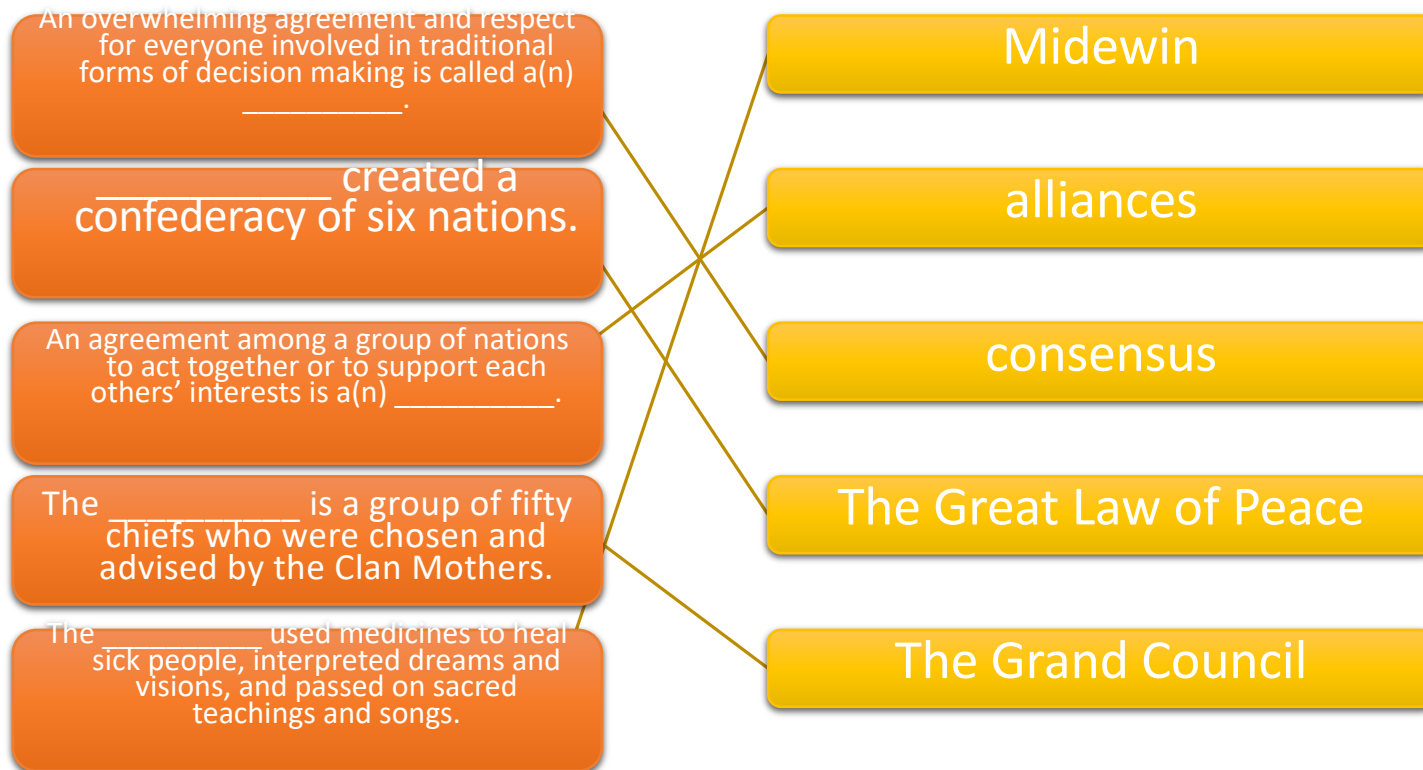 An overwhelming agreement and respect
for everyone involved in traditional
forms of decision making is called a(n)
__________.
__________ created a
confederacy of six nations.
An agreement among a group of nations
to act together or to support each
others’ interests is a(n) __________.
The __________ is a group of fifty
chiefs who were chosen and
advised by the Clan Mothers.
The __________ used medicines to heal
sick people, interpreted dreams and
visions, and passed on sacred
teachings and songs.
Midewin
alliances
consensus
The Great Law of Peace
The Grand Council